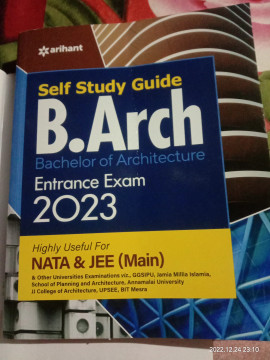 arihant
Self Study Guide
B.Arch
Bachelor of Architecture
Entrance Exam
2023
Highly Useful For
NATA & JEE (Main)
& Other Universities Examinations viz., GGSIPU, Jamia Millia Islamia,
School of Planning and Architecture, Annamalai University
JJ College of Architecture, UPSEE, BIT Mesra
2022.12.24 23:10